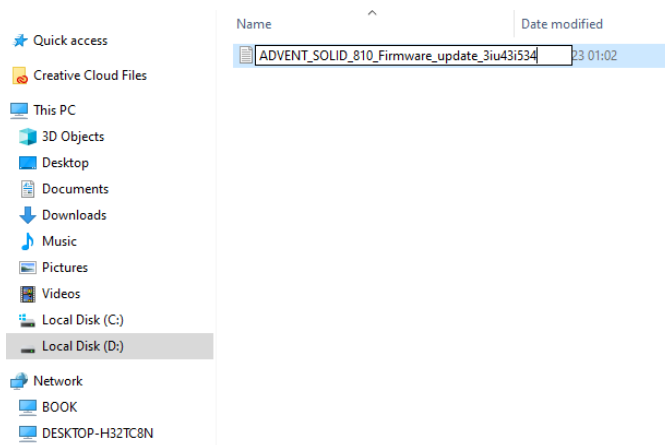 Name
Date modified
Quick access
ADVENT_SOLID_810_Firmware_update_3iu43i534
23 01:02
Creative Cloud Files
This PC
3D Objects
Desktop
Documents
Downloads
Music
Pictures
Videos
Local Disk (C:)
Local Disk (D:)
Network
BOOK
DESKTOP-H32TC8N